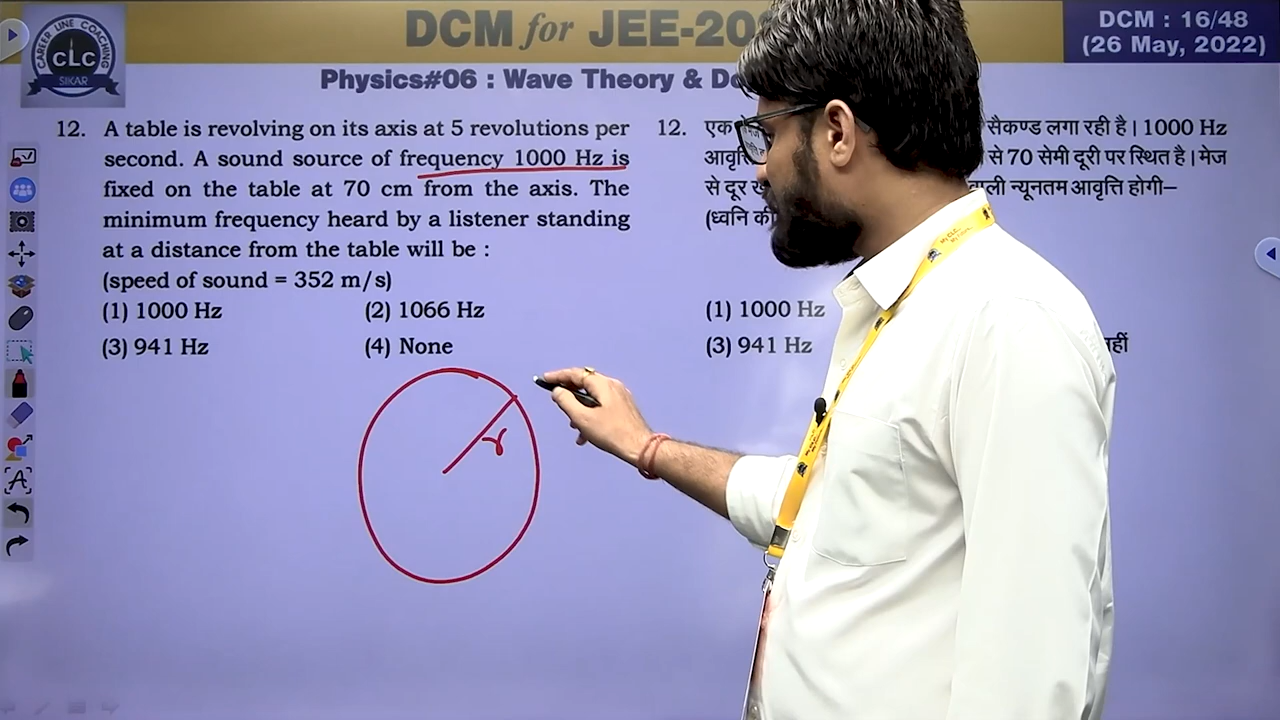 DCM for JEE-20
DCM : 16/48
(26 May, 2022)
CAREER LINE COACHING
CLC
SIKAR
Physics#06 : Wave Theory & Do
12. A table is revolving on its axis at 5 revolutions per
second. A sound source of frequency 1000 Hz is
fixed on the table at 70 cm from the axis. The
minimum frequency heard by a listener standing
at a distance from the table will be :
(speed of sound = 352 m/s)
(1) 1000 Hz (2) 1066 Hz
(3) 941 Hz (4) None
r
12. एक सैकण्ड लगा रही है। 1000 Hz
आवृ से 70 सेमी दूरी पर स्थित है। मेज
से दूर वाली न्यूनतम आवृत्ति होगी–
(ध्वनि की
(1) 1000 Hz
(3) 941 Hz हीं